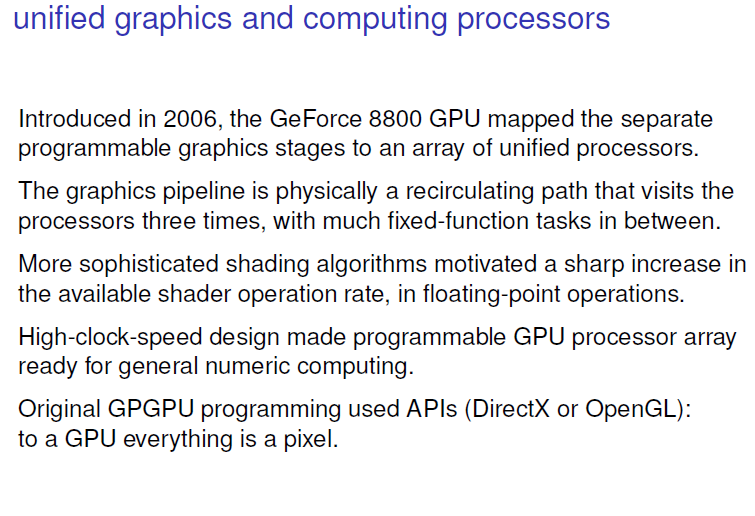 unified graphics and computing processors
Introduced in 2006, the GeForce 8800 GPU mapped the separate
programmable graphics stages to an array of unified processors.
The graphics pipeline is physically a recirculating path that visits the
processors three times, with much fixed-function tasks in between.
More sophisticated shading algorithms motivated a sharp increase in
the available shader operation rate, in floating-point operations.
High-clock-speed design made programmable GPU processor array
ready for general numeric computing.
Original GPGPU programming used APIs (DirectX or OpenGL):
to a GPU everything is a pixel.